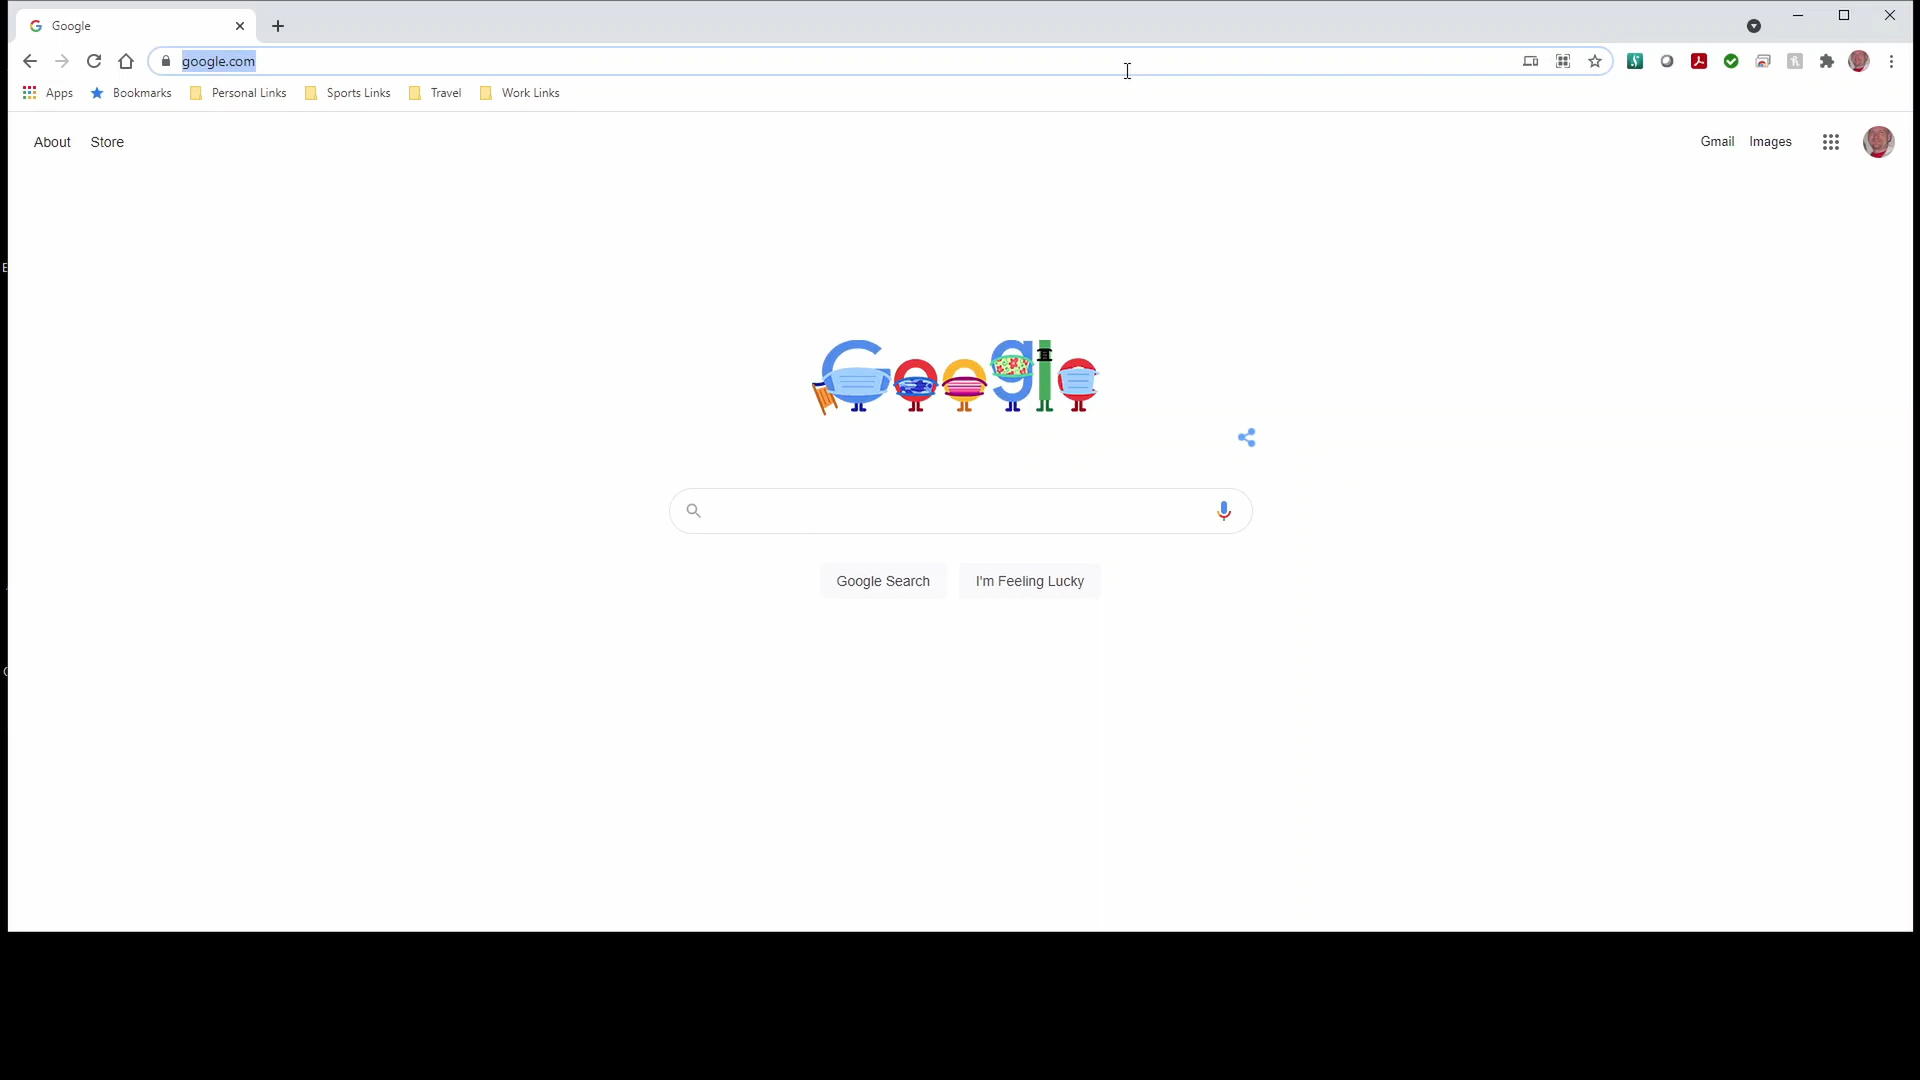 Google
google.com
Apps Bookmarks Personal Links Sports Links Travel Work Links
About Store
Gmail Images
Google
Google Search I'm Feeling Lucky